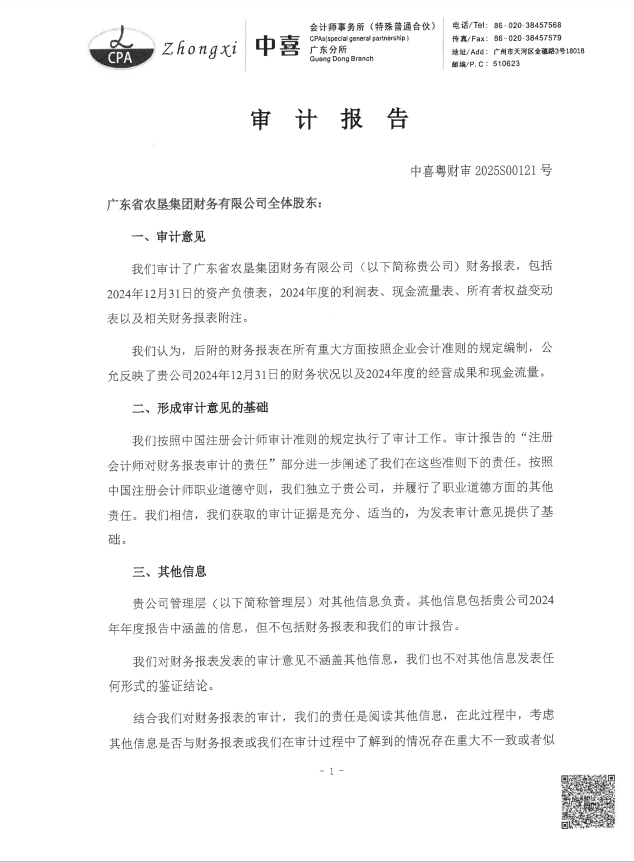 CPA
Zhongxi
中喜
会计师事务所（特殊普通合伙）
CPAs(special general partnership)
广东分所
Guang Dong Branch
电话/Tel: 86-020-38457568
传真/Fax: 86-020-38457579
地址/Add: 广州市天河区金穗路3号18018
邮编/P.C: 510623
审 计 报 告
中喜粤财审 2025S00121 号
广东省农垦集团财务有限公司全体股东：
一、审计意见
我们审计了广东省农垦集团财务有限公司（以下简称贵公司）财务报表，包括
2024年12月31日的资产负债表，2024年度的利润表、现金流量表、所有者权益变动
表以及相关财务报表附注。
我们认为，后附的财务报表在所有重大方面按照企业会计准则的规定编制，公
允反映了贵公司2024年12月31日的财务状况以及2024年度的经营成果和现金流量。
二、形成审计意见的基础
我们按照中国注册会计师审计准则的规定执行了审计工作。审计报告的“注册
会计师对财务报表审计的责任”部分进一步阐述了我们在这些准则下的责任。按照
中国注册会计师职业道德守则，我们独立于贵公司，并履行了职业道德方面的其他
责任。我们相信，我们获取的审计证据是充分、适当的，为发表审计意见提供了基
础。
三、其他信息
贵公司管理层（以下简称管理层）对其他信息负责。其他信息包括贵公司2024
年年度报告中涵盖的信息，但不包括财务报表和我们的审计报告。
我们对财务报表发表的审计意见不涵盖其他信息，我们也不对其他信息发表任
何形式的鉴证结论。
结合我们对财务报表的审计，我们的责任是阅读其他信息，在此过程中，考虑
其他信息是否与财务报表或我们在审计过程中了解到的情况存在重大不一致或者似
- 1 -